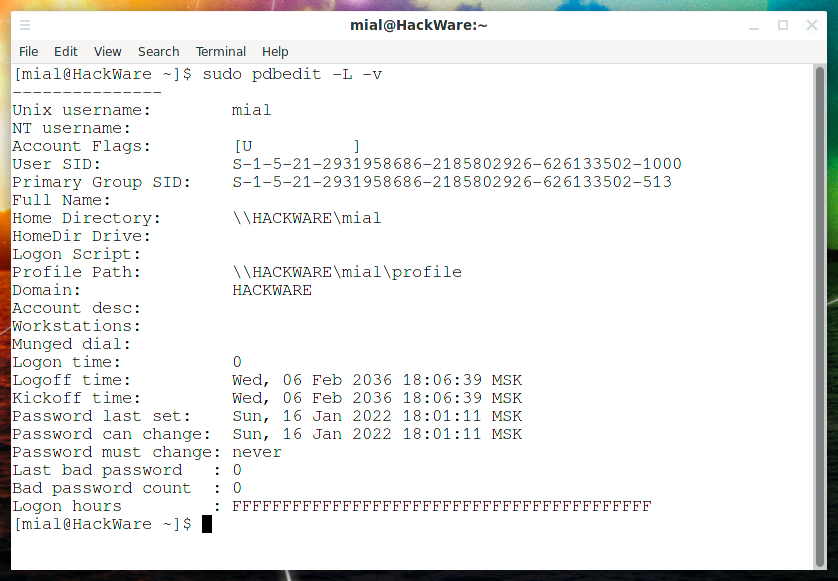 mial@HackWare:~
File Edit View Search Terminal Help
[mial@HackWare ~]$ sudo pdbedit -L -v
---------------
Unix username:        mial
NT username:
Account Flags:        [U          ]
User SID:             S-1-5-21-2931958686-2185802926-626133502-1000
Primary Group SID:    S-1-5-21-2931958686-2185802926-626133502-513
Full Name:
Home Directory:       \\HACKWARE\mial
HomeDir Drive:
Logon Script:
Profile Path:         \\HACKWARE\mial\profile
Domain:               HACKWARE
Account desc:
Workstations:
Munged dial:
Logon time:           0
Logoff time:          Wed, 06 Feb 2036 18:06:39 MSK
Kickoff time:         Wed, 06 Feb 2036 18:06:39 MSK
Password last set:    Sun, 16 Jan 2022 18:01:11 MSK
Password can change:  Sun, 16 Jan 2022 18:01:11 MSK
Password must change: never
Last bad password   : 0
Bad password count  : 0
Logon hours         : FFFFFFFFFFFFFFFFFFFFFFFFFFFFFFFFFFFFFFFFFF
[mial@HackWare ~]$